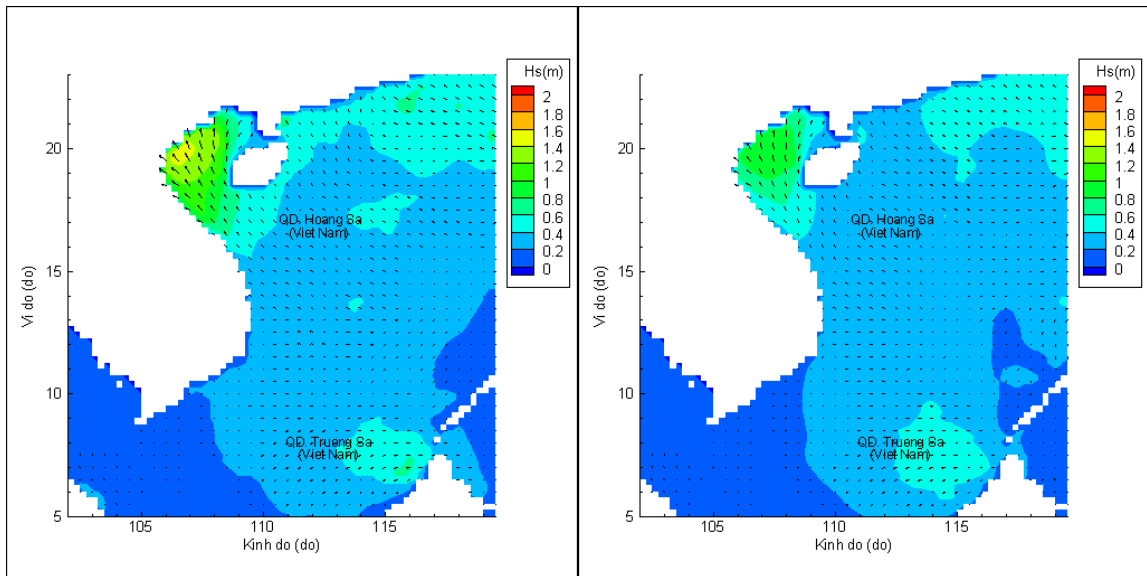 Hs(m)
2
1.8
1.6
1.4
1.2
1
0.8
0.6
0.4
0.2
0
Vi do (do)
20
15
10
5
QD. Hoang Sa
(Viet Nam)
QD. Truong Sa
(Viet Nam)
105
110
115
Kinh do (do)
Hs(m)
2
1.8
1.6
1.4
1.2
1
0.8
0.6
0.4
0.2
0
Vi do (do)
20
15
10
5
QD. Hoang Sa
(Viet Nam)
QD. Truong Sa
(Viet Nam)
105
110
115
Kinh do (do)